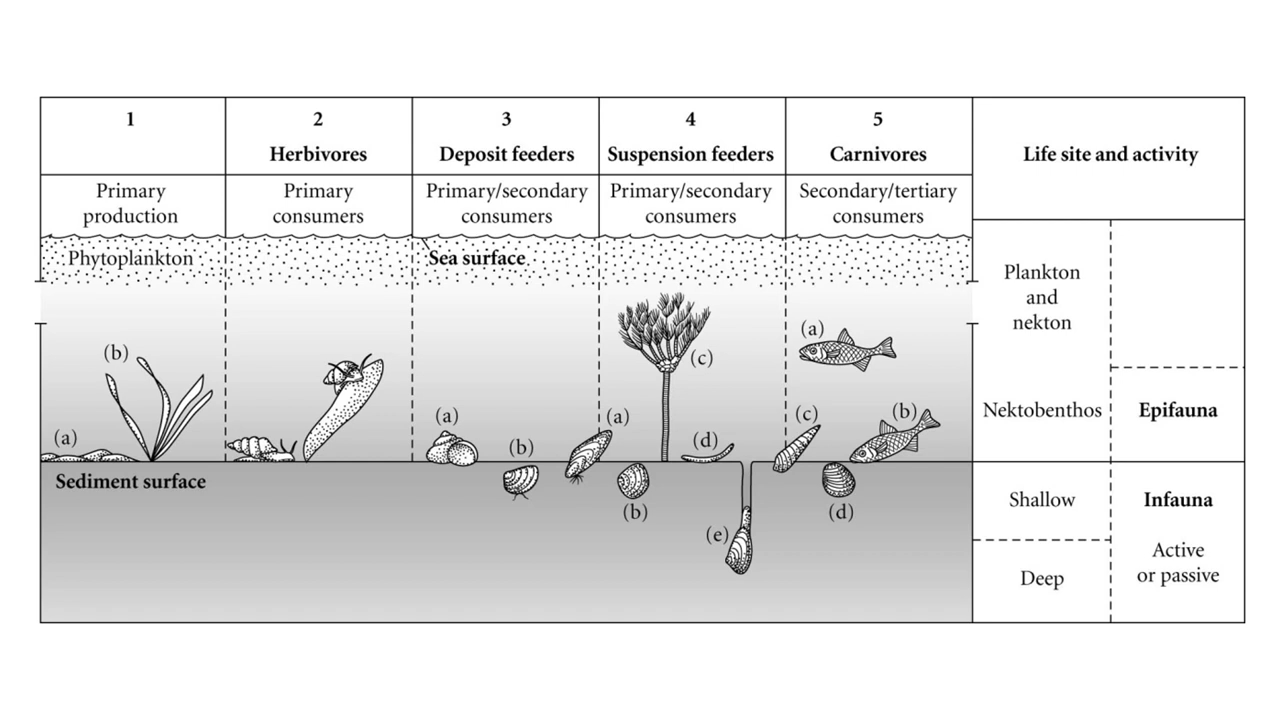 1
2
3
4
5
Herbivores
Deposit feeders
Suspension feeders
Carnivores
Life site and activity
Primary
production
Primary
consumers
Primary/secondary
consumers
Primary/secondary
consumers
Secondary/tertiary
consumers
Phytoplankton
Sea surface
Plankton
and
nekton
(b)
(a)
(a)
(b)
(a)
(c)
(d)
(b)
(e)
(a)
(c)
(b)
(d)
Nektobenthos
Epifauna
Sediment surface
Shallow
Infauna
Deep
Active
or passive